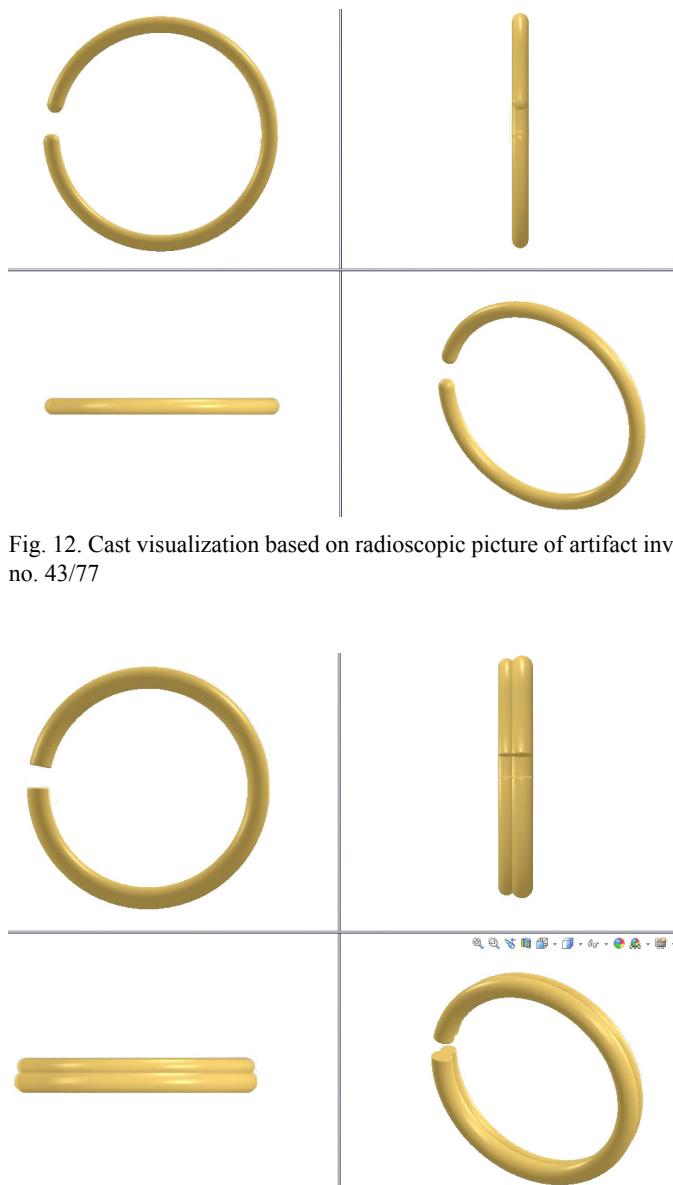 Fig. 12. Cast visualization based on radioscopic picture of artifact inv
no. 43/77